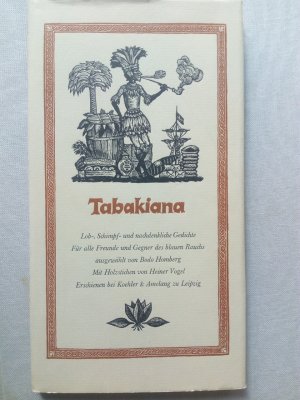 Tabakiana
Lob-, Schimpf- und nachdenkliche Gedichte
Für alle Freunde und Gegner des blauen Rauchs
ausgewählt von Bodo Homberg
Mit Holzstichen von Heiner Vogel
Erschienen bei Koehler & Amelang zu Leipzig